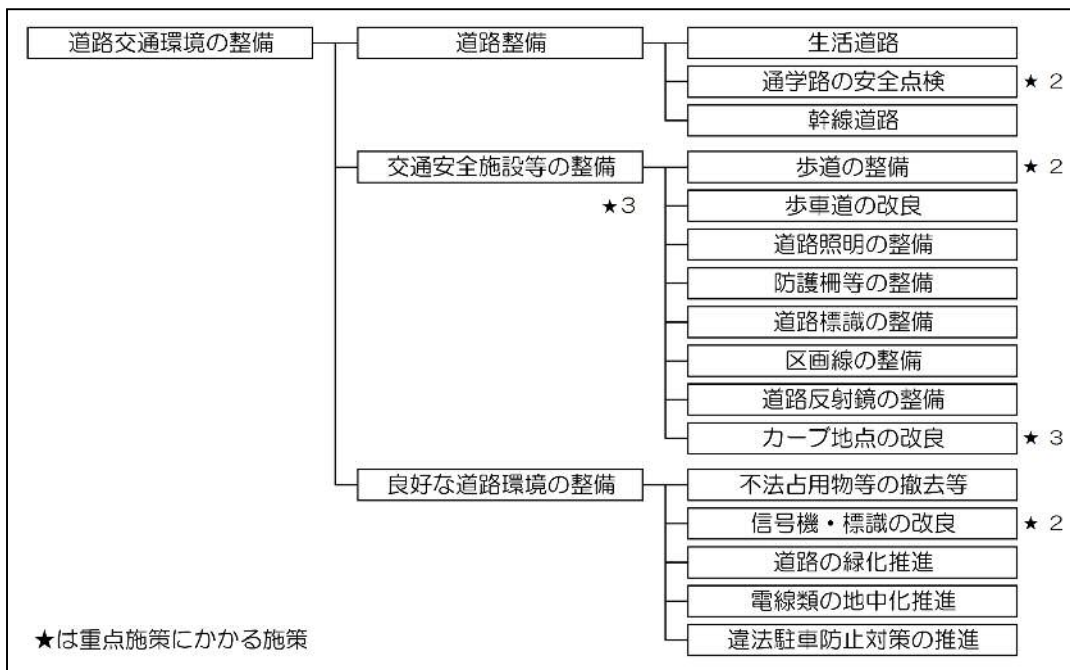 道路交通環境の整備
道路整備
生活道路
通学路の安全点検 ★ 2
幹線道路
交通安全施設等の整備
★3
歩道の整備 ★ 2
歩車道の改良
道路照明の整備
防護柵等の整備
道路標識の整備
区画線の整備
道路反射鏡の整備
カーブ地点の改良 ★ 3
良好な道路環境の整備
不法占用物等の撤去等
信号機・標識の改良 ★ 2
道路の緑化推進
電線類の地中化推進
違法駐車防止対策の推進
★は重点施策にかかる施策